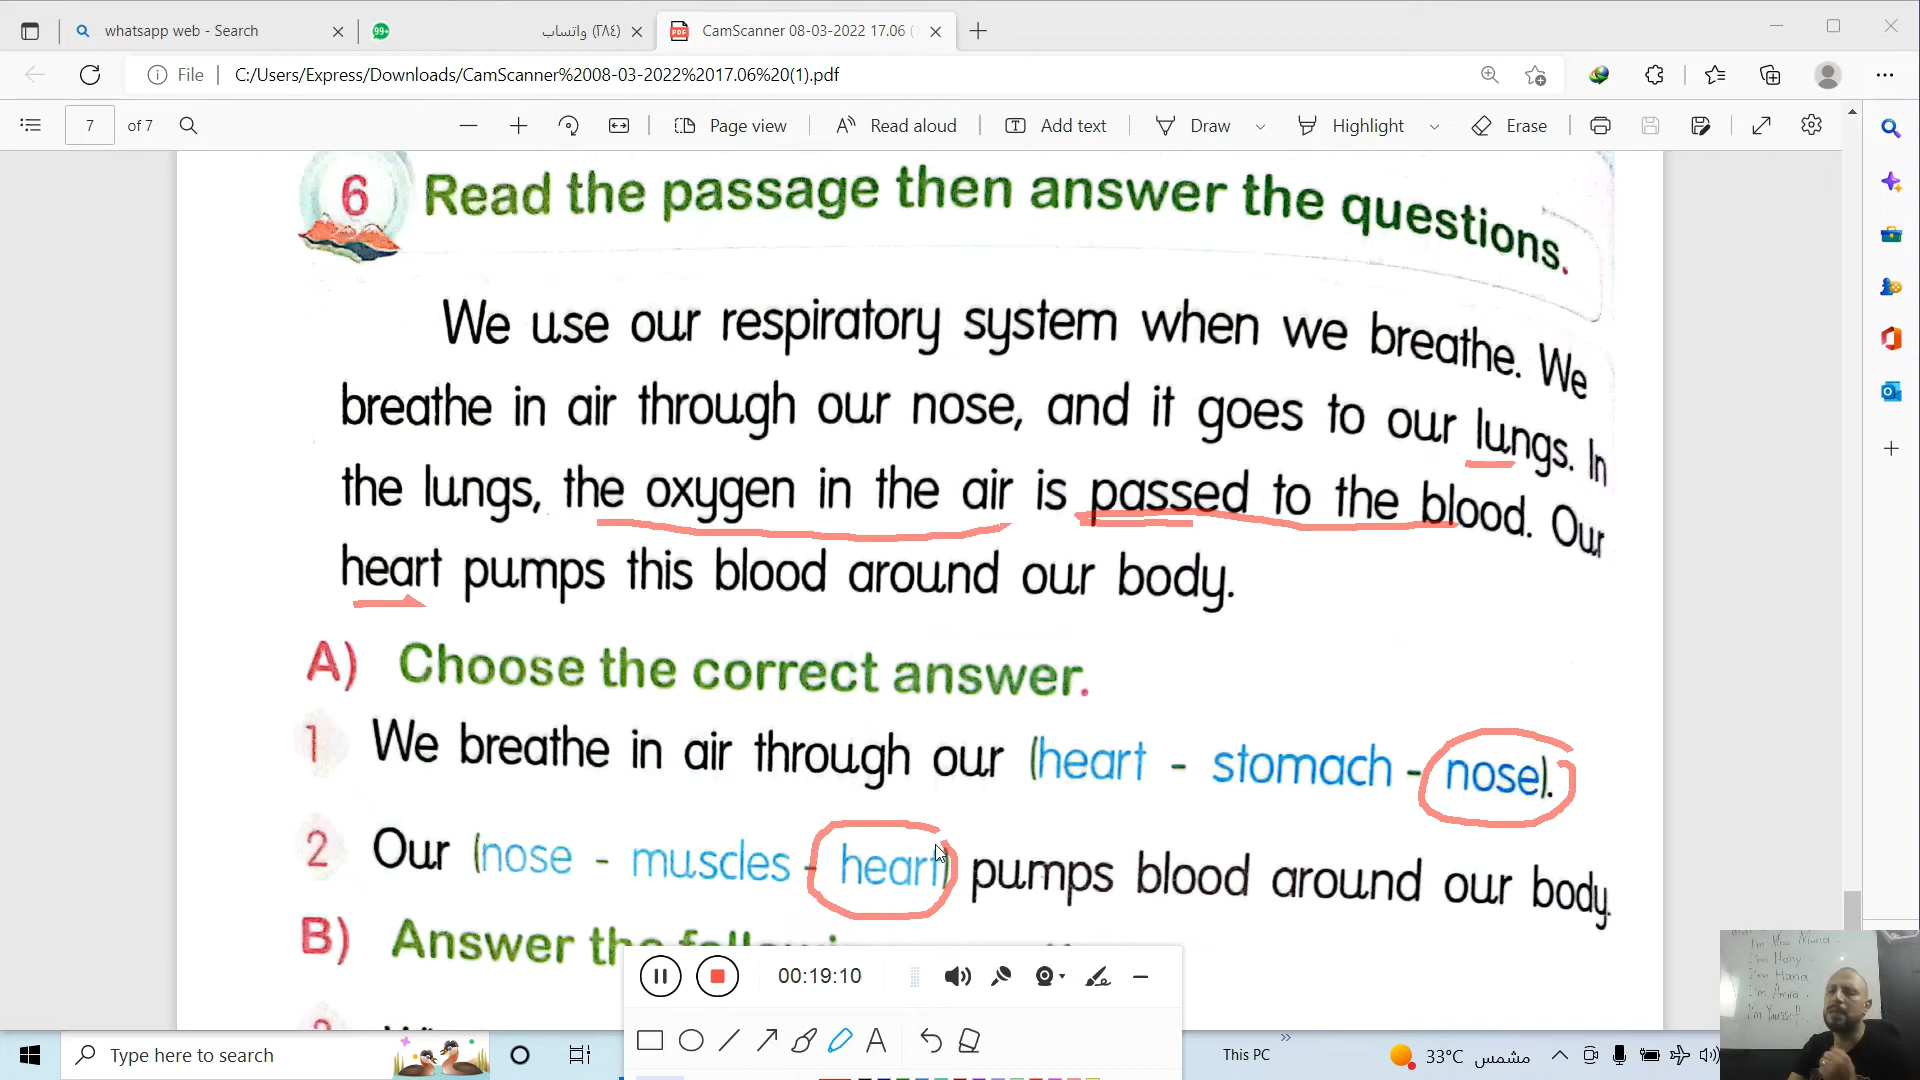 whatsapp web - Search
واتساب (٢٨٤)
CamScanner 08-03-2022 17.06 (
File
C:/Users/Express/Downloads/CamScanner%2008-03-2022%2017.06%20(1).pdf
7 of 7
Page view
Read aloud
Add text
Draw
Highlight
Erase
6 Read the passage then answer the questions.
We use our respiratory system when we breathe. We
breathe in air through our nose, and it goes to our lungs. In
the lungs, the oxygen in the air is passed to the blood. Our
heart pumps this blood around our body.
A) Choose the correct answer.
1 We breathe in air through our (heart - stomach - nose).
2 Our (nose - muscles - heart) pumps blood around our body.
B) Answer the
00:19:10
I'm Hany
I'm Hana
I'm Amira
Type here to search
This PC
33°C مشمس